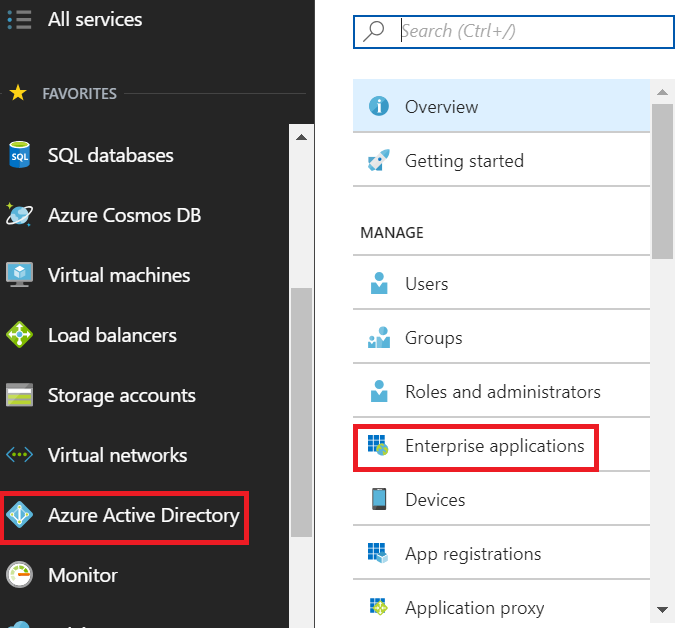 All services
FAVORITES
SQL databases
Azure Cosmos DB
Virtual machines
Load balancers
Storage accounts
Virtual networks
Azure Active Directory
Monitor
Search (Ctrl+/)
Overview
Getting started
MANAGE
Users
Groups
Roles and administrators
Enterprise applications
Devices
App registrations
Application proxy